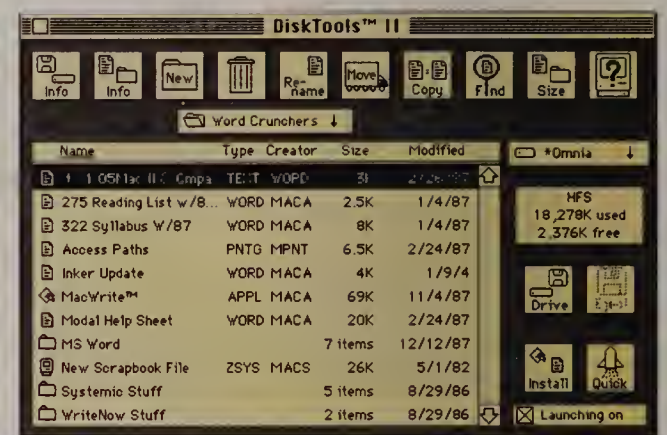 DiskTools™ II
Info Info New Re-name Move Copy Find Size ?
Word Crunchers ↓
Name Type Creator Size Modified
*Omnia ↓
1.05Mac TEXT WORD
275 Reading List w/8... WORD MACA 2.5K 1/4/87
322 Syllabus W/87 WORD MACA 8K 1/4/87
Access Paths PNTG MPNT 6.5K 2/24/87
Inker Update WORD MACA 4K 1/9/4
MacWrite™ APPL MACA 69K 11/4/87
Modal Help Sheet WORD MACA 20K 2/24/87
MS Word 7 items 12/12/87
New Scrapbook File ZSYS MACS 26K 5/1/82
Systemic Stuff 5 items 8/29/86
WriteNow Stuff 2 items 8/29/86
HFS
18,278K used
2,376K free
Drive
Install Quick
Launching on